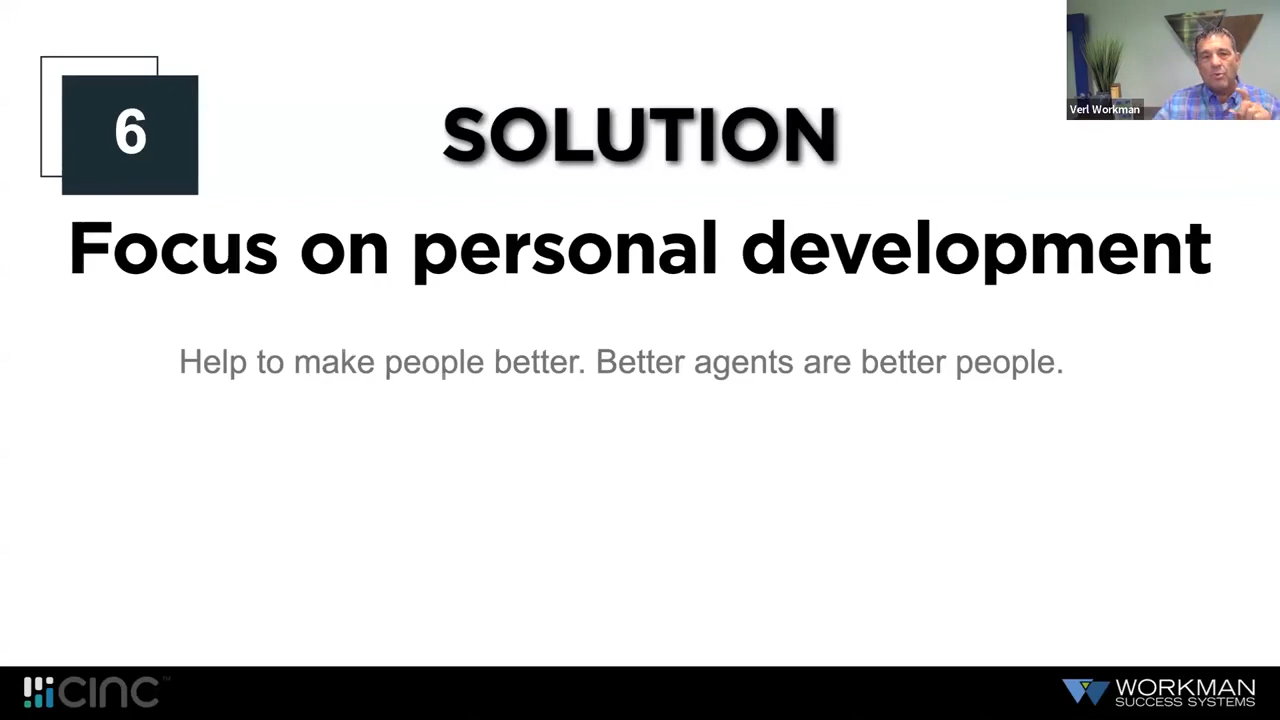 Verl Workman
6
SOLUTION
Focus on personal development
Help to make people better. Better agents are better people.
CINC™
WORKMAN
SUCCESS SYSTEMS